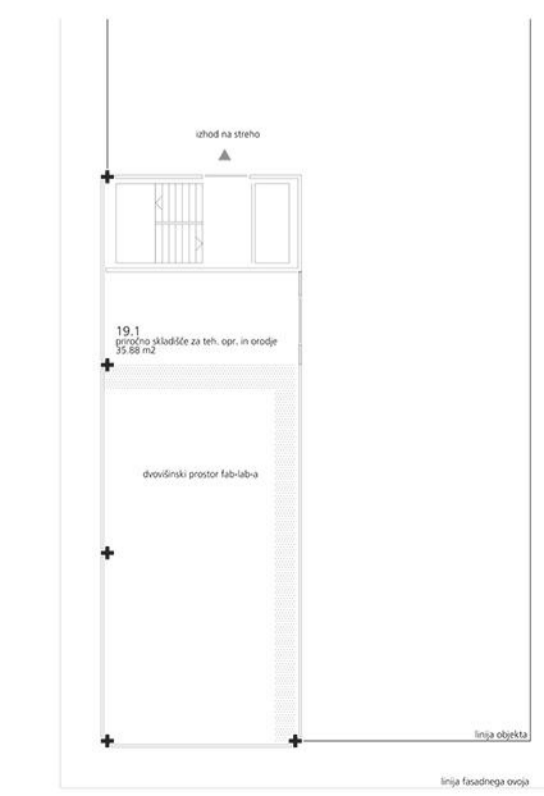 izhod na streho
19.1
priročno skladišče za teh. opr. in orodje
35.88 m2
dvovišinski prostor fab-lab-a
linija objekta
linija fasadnega ovoja